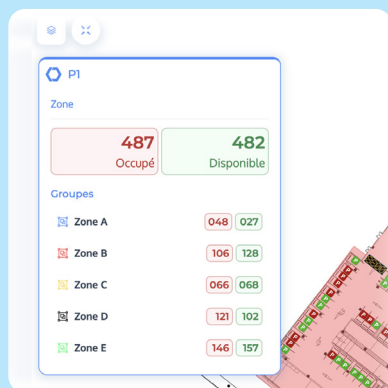 P1
Zone
487 482
Occupé Disponible
Groupes
Zone A 048 027
Zone B 106 128
Zone C 066 068
Zone D 121 102
Zone E 146 157